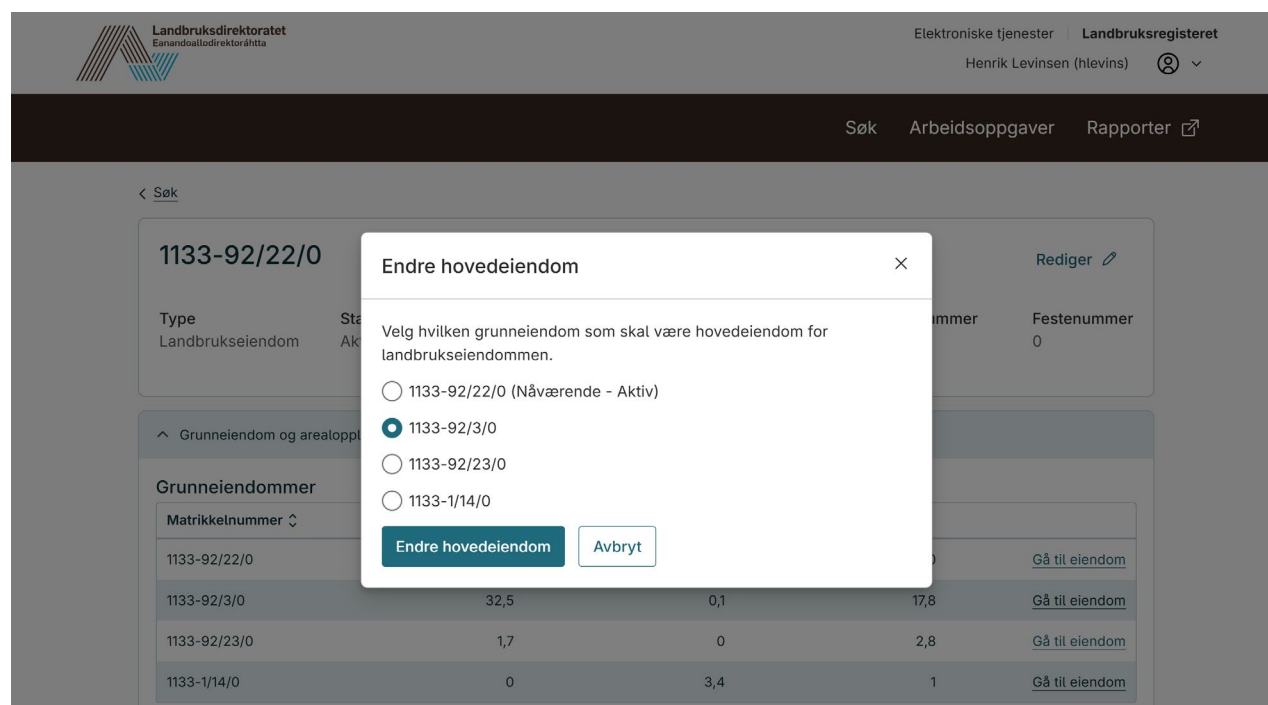 Landbruksdirektoratet
Eanandoallodirektoráhtta
Elektroniske tjenester Landbruksregisteret
Henrik Levinsen (hlevins)
Søk Arbeidsoppgaver Rapporter
Søk
1133-92/22/0
Rediger
Type
Landbrukseiendom
Festenummer
0
Endre hovedeiendom
Velg hvilken grunneiendom som skal være hovedeiendom for
landbrukseiendommen.
1133-92/22/0 (Nåværende - Aktiv)
1133-92/3/0
1133-92/23/0
1133-1/14/0
Endre hovedeiendom Avbryt
Grunneiendom og
Grunneiendommer
Matrikkelnummer
1133-92/22/0 Gå til eiendom
1133-92/3/0 32,5 0,1 17,8 Gå til eiendom
1133-92/23/0 1,7 0 2,8 Gå til eiendom
1133-1/14/0 0 3,4 1 Gå til eiendom